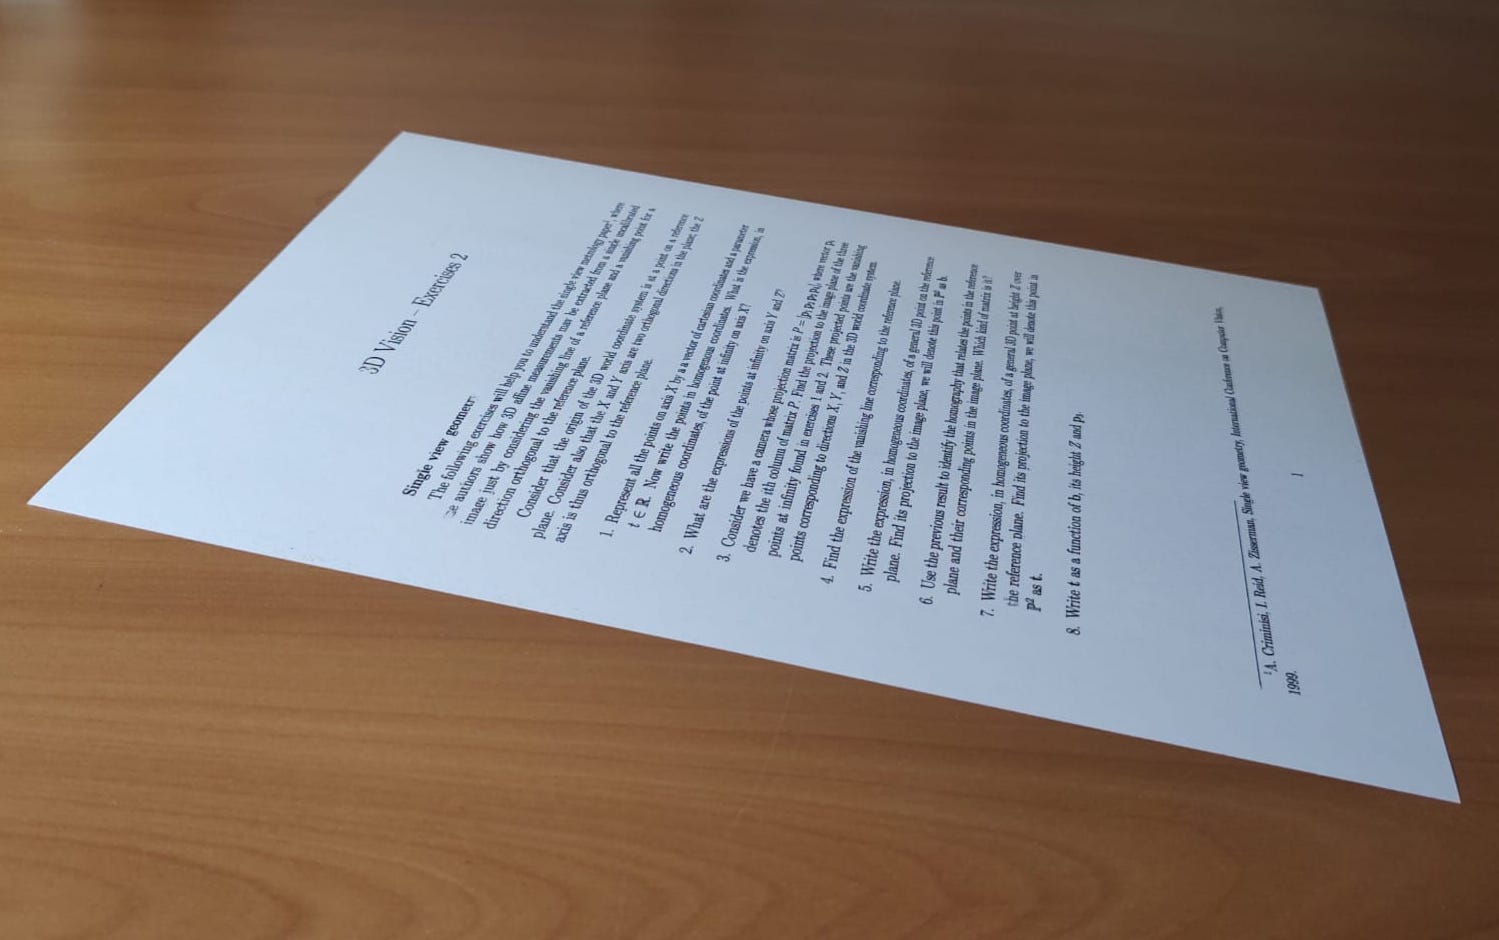 3D Vision – Exercises 2
Single view geometr
The following exercises will help you to understand the single view metrology paper¹, where
se authors show how 3D affine measurements may be extracted from a single uncalibrated
image just by considering the vanishing line of a reference plane and a vanishing point for a
direction orthogonal to the reference plane.
Consider that the origin of the 3D world coordinate system is at a point on a reference
plane. Consider also that the X and Y axis are two orthogonal directions in the plane; the Z
axis is thus orthogonal to the reference plane.
1. Represent all the points on axis X by a a vector of cartesian coordinates and a parameter
t ∈ ℝ. Now write the points in homogenous coordinates. What is the expression, in
homogeneous coordinates, of the point at infinity on axis X?
2. What are the expressions of the points at infinity on axis Y and Z?
3. Consider we have a camera whose projection matrix is P = [p₁p₂p₃p₄], where vector pᵢ
denotes the ith column of matrix P. Find the projection to the image plane of the three
points at infinity found in exercises 1 and 2. These projected points are the vanishing
points corresponding to directions X, Y, and Z in the 3D world coordinate system.
4. Find the expression of the vanishing line corresponding to the reference plane.
5. Write the expression, in homogeneous coordinates, of a general 3D point on the reference
plane. Find its projection to the image plane, we will denote this point in ℙ² as b.
6. Use the previous result to identify the homography that relates the points in the reference
plane and their corresponding points in the image plane. Which kind of matrix is it?
7. Write the expression, in homogeneous coordinates, of a general 3D point at height Z over
the reference plane. Find its projection to the image plane, we will denote this point in
ℙ² as t.
8. Write t as a function of b, its height Z and p₃.
¹A. Criminisi, I. Reid, A. Zisserman, Single view geometry, International Conference on Computer Vision,
1999.
1